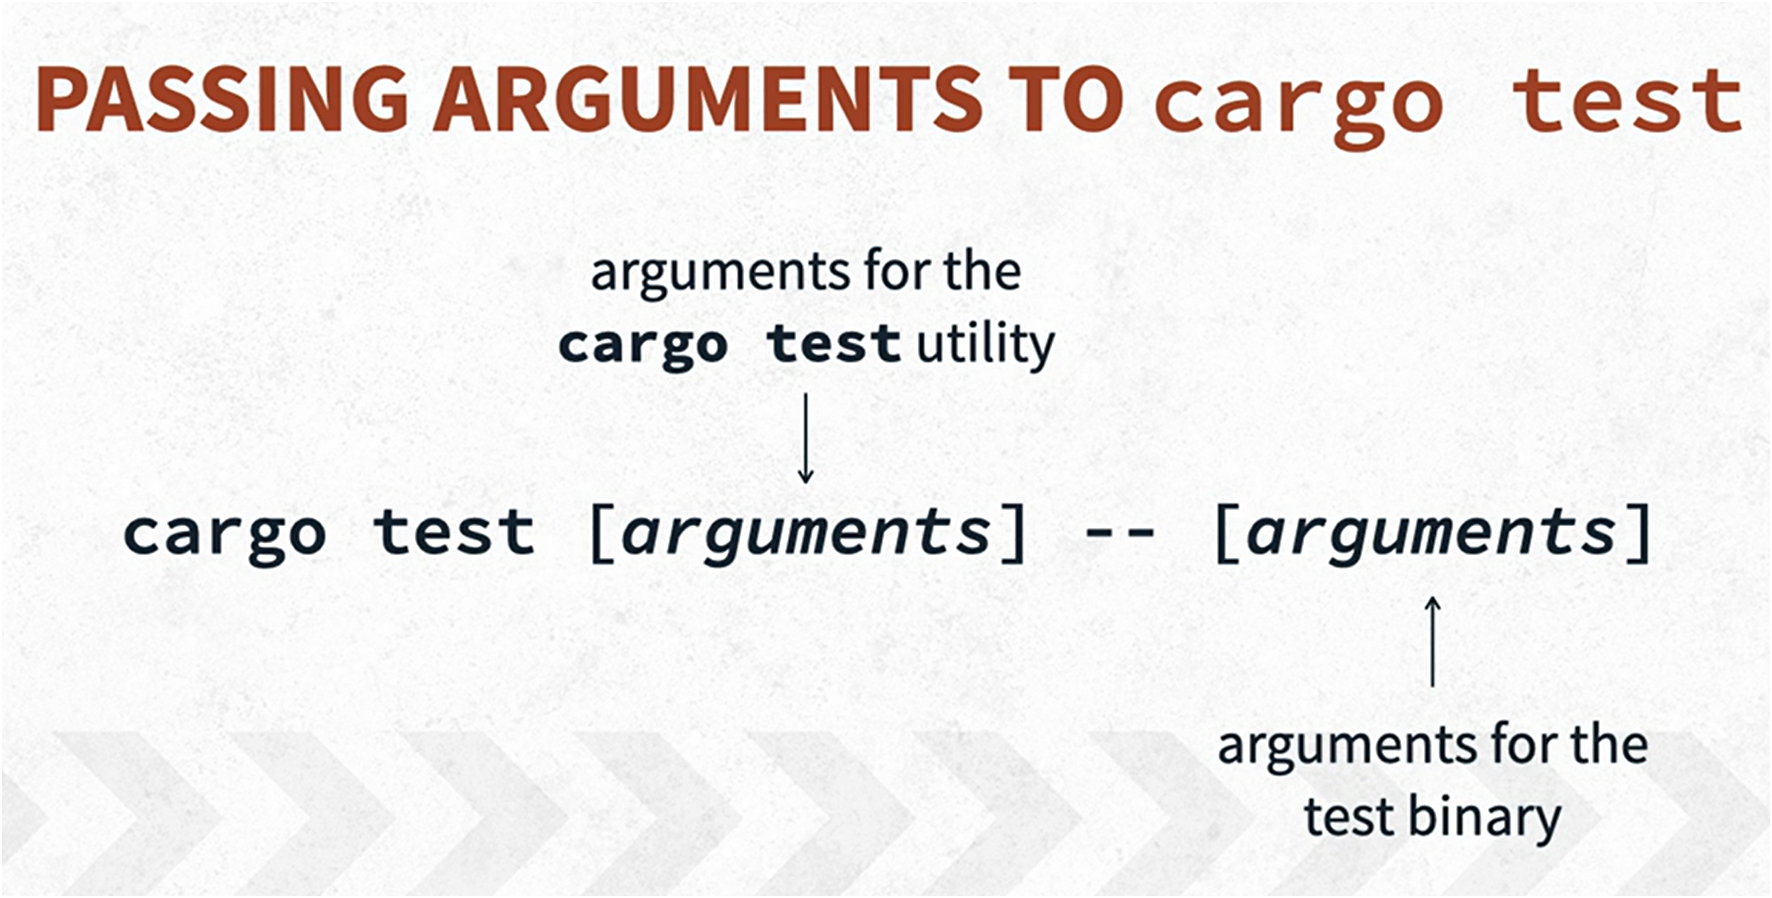 PASSING ARGUMENTS TO cargo test
arguments for the
cargo test utility
cargo test [arguments] -- [arguments]
arguments for the
test binary